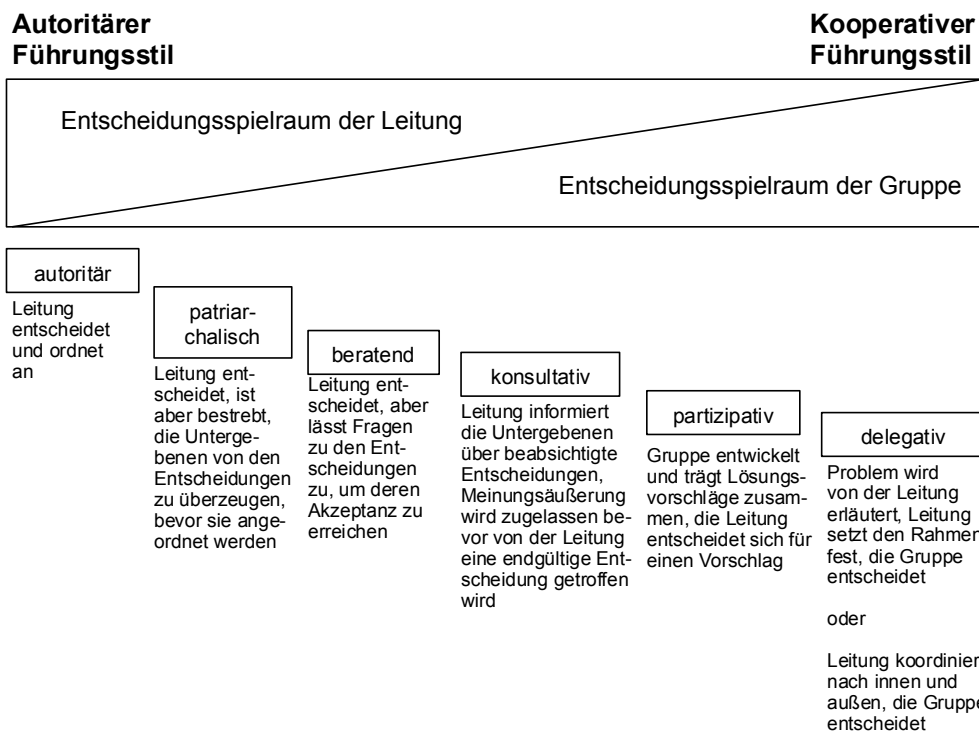 Autoritärer
Führungsstil
Kooperativer
Führungsstil
Entscheidungsspielraum der Leitung
Entscheidungsspielraum der Gruppe
autoritär
Leitung
entscheidet
und ordnet
an
patriar-
chalisch
Leitung ent-
scheidet, ist
aber bestrebt,
die Unterge-
benen von den
Entscheidungen
zu überzeugen,
bevor sie ange-
ordnet werden
beratend
Leitung ent-
scheidet, aber
lässt Fragen
zu den Ent-
scheidungen
zu, um deren
Akzeptanz zu
erreichen
konsultativ
Leitung informiert
die Untergebenen
über beabsichtigte
Entscheidungen,
Meinungsäußerung
wird zugelassen be-
vor von der Leitung
eine endgültige Ent-
scheidung getroffen
wird
partizipativ
Gruppe entwickelt
und trägt Lösungs-
vorschläge zusam-
men, die Leitung
entscheidet sich für
einen Vorschlag
delegativ
Problem wird
von der Leitung
erläutert, Leitung
setzt den Rahmen
fest, die Gruppe
entscheidet
oder
Leitung koordinier
nach innen und
außen, die Gruppe
entscheidet